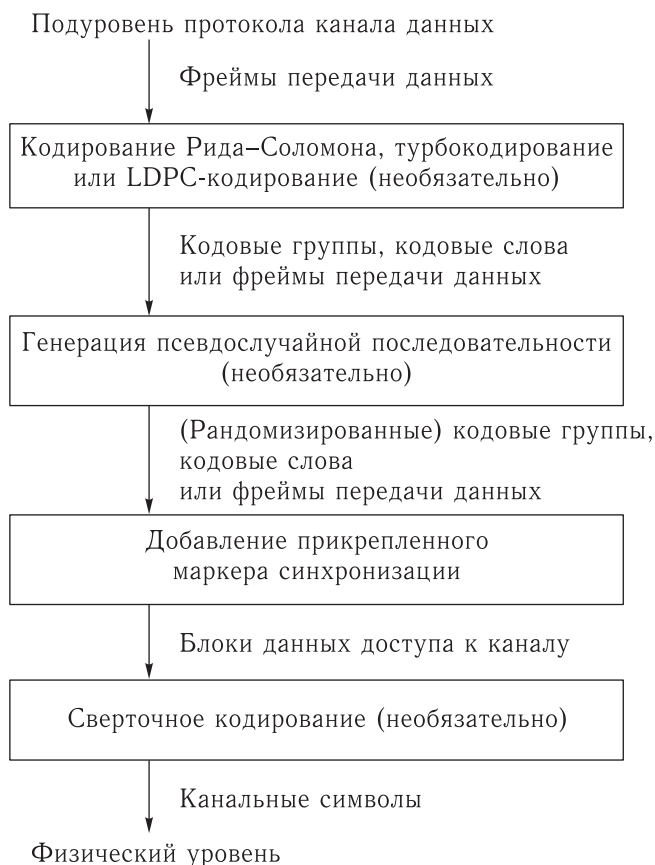 Подуровень протокола канала данных
Фреймы передачи данных
Кодирование Рида–Соломона, турбокодирование
или LDPC-кодирование (необязательно)
Кодовые группы, кодовые слова
или фреймы передачи данных
Генерация псевдослучайной последовательности
(необязательно)
(Рандомизированные) кодовые группы,
кодовые слова
или фреймы передачи данных
Добавление прикрепленного
маркера синхронизации
Блоки данных доступа к каналу
Сверточное кодирование (необязательно)
Канальные символы
Физический уровень